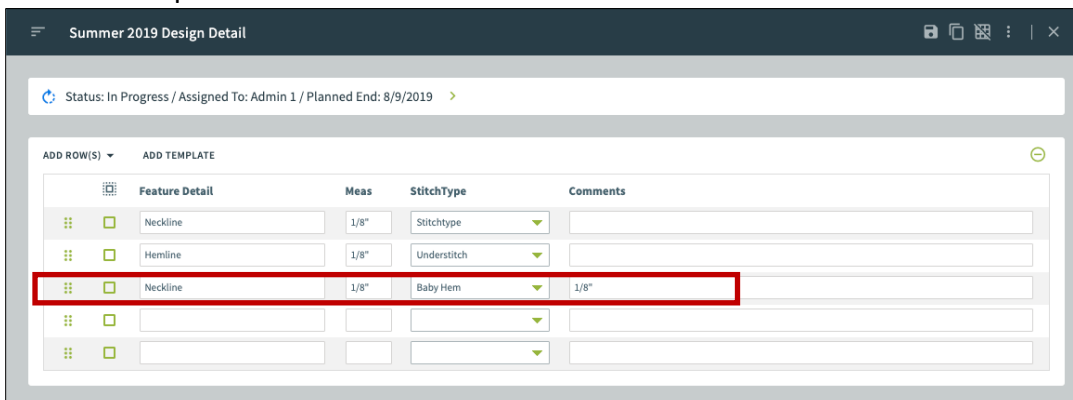 Summer 2019 Design Detail
Status: In Progress / Assigned To: Admin 1 / Planned End: 8/9/2019
ADD ROW(S) ADD TEMPLATE
Feature Detail Meas StitchType Comments
Neckline 1/8" Stitchtype
Hemline 1/8" Understitch
Neckline 1/8" Baby Hem 1/8"